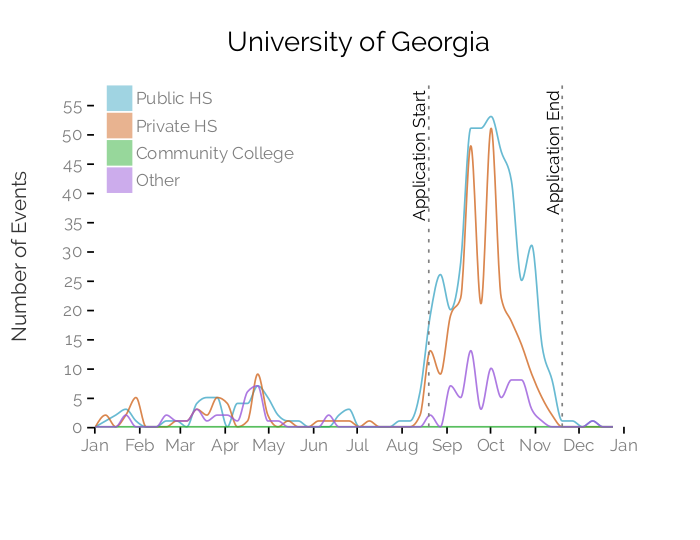 University of Georgia
Public HS
Private HS
Community College
Other
Application Start
Application End
Number of Events
55
50
45
40
35
30
25
20
15
10
5
0
Jan Feb Mar Apr May Jun Jul Aug Sep Oct Nov Dec Jan